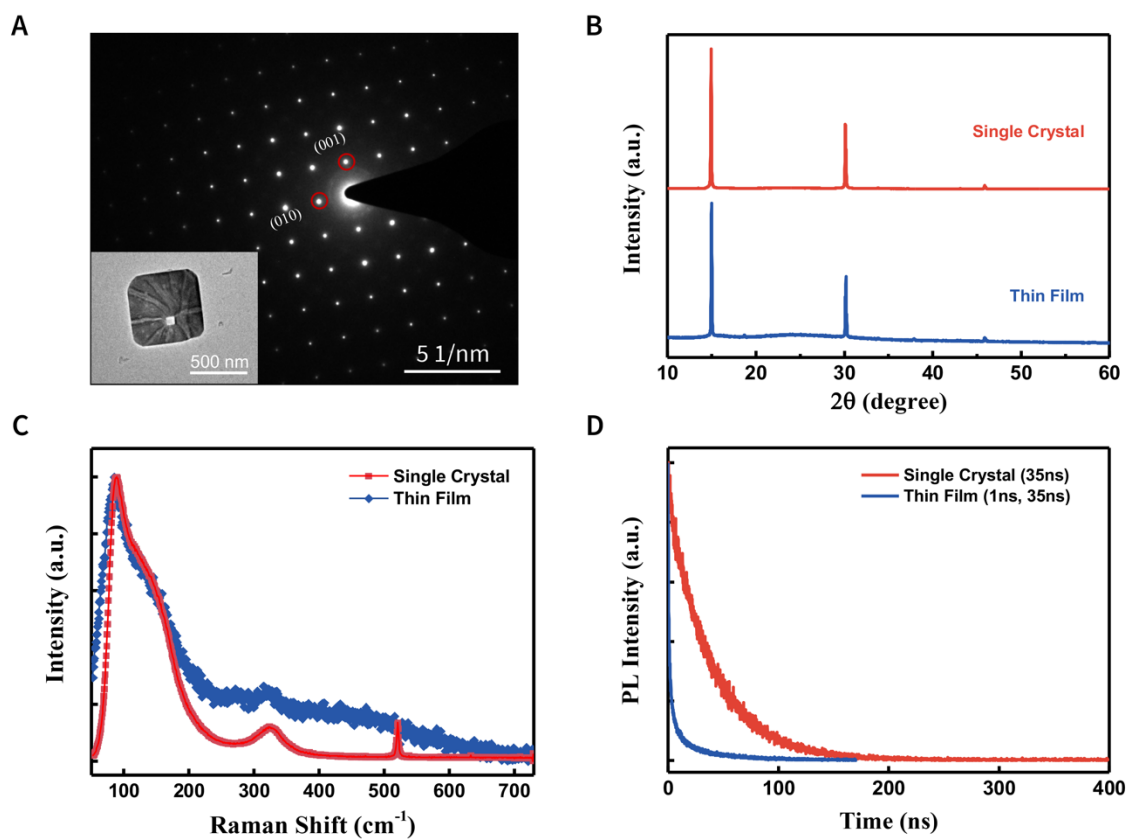 A
(001)
(010)
500 nm
5 1/nm
B
Intensity (a.u.)
Single Crystal
Thin Film
10 20 30 40 50 60
2θ (degree)
C
Intensity (a.u.)
Single Crystal
Thin Film
100 200 300 400 500 600 700
Raman Shift (cm⁻¹)
D
PL Intensity (a.u.)
Single Crystal (35ns)
Thin Film (1ns, 35ns)
0 100 200 300 400
Time (ns)